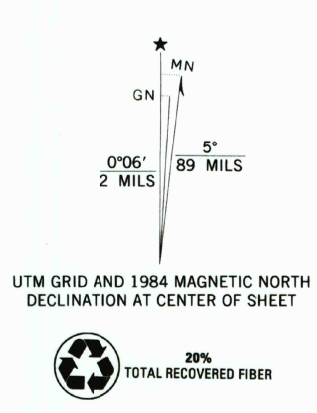 ★
MN
GN
5°
89 MILS
0°06′
2 MILS
UTM GRID AND 1984 MAGNETIC NORTH
DECLINATION AT CENTER OF SHEET
20%
TOTAL RECOVERED FIBER